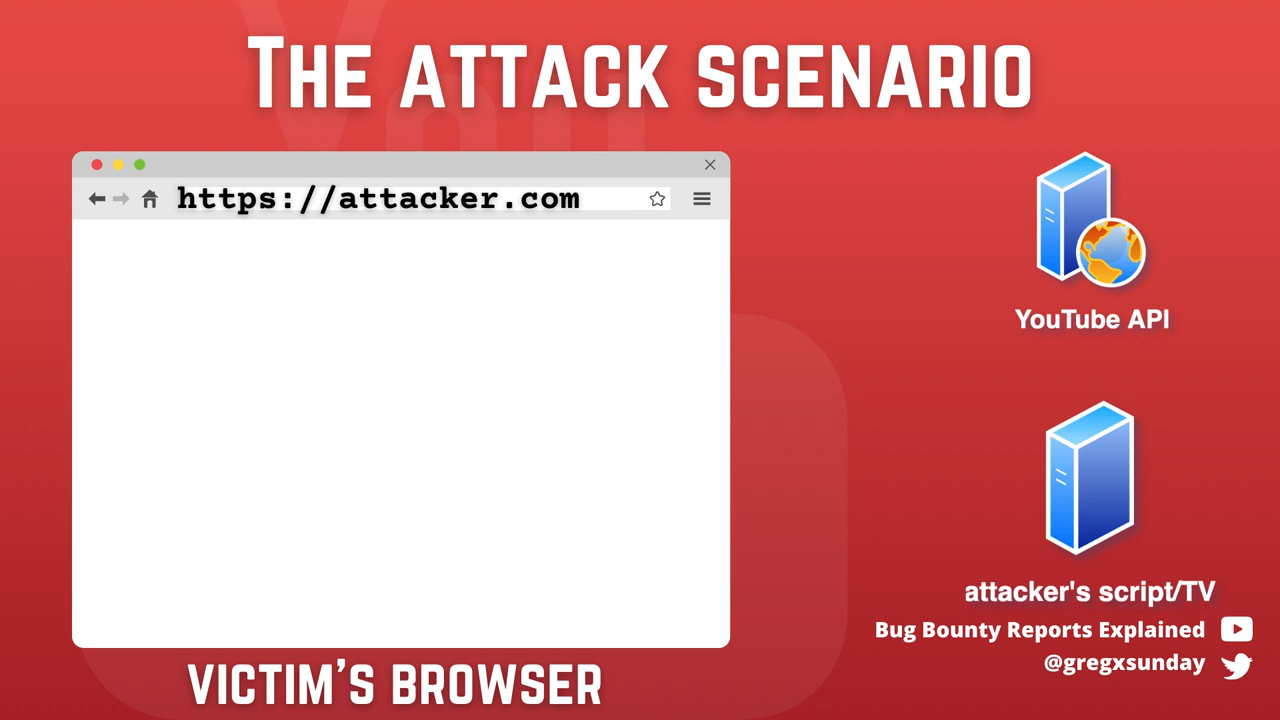 The attack scenario
https://attacker.com
YouTube API
attacker's script/TV
Bug Bounty Reports Explained
@gregxsunday
victim's browser